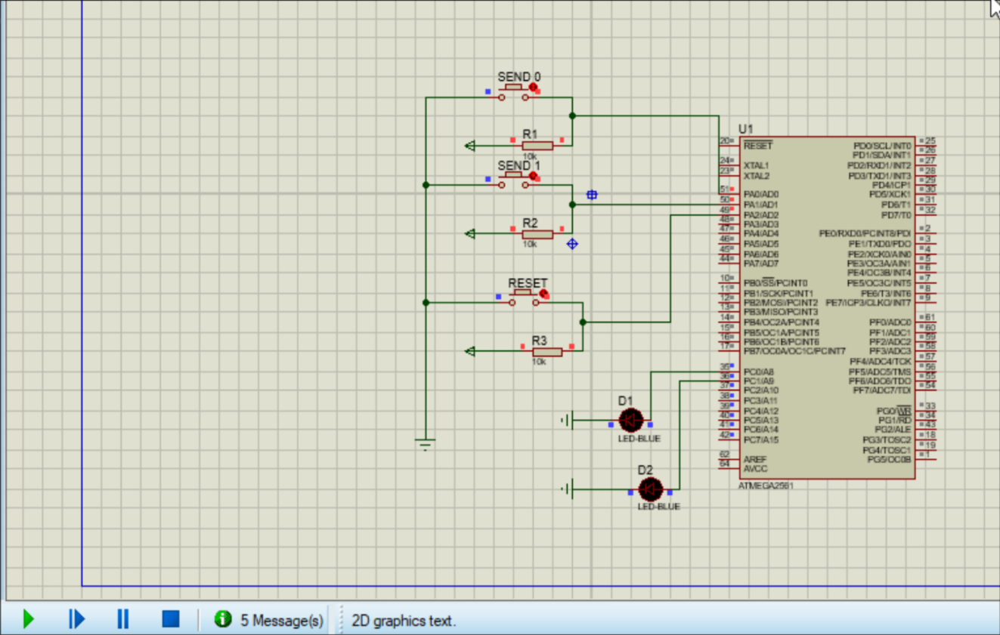 SEND 0
R1
10k
SEND 1
R2
10k
RESET
R3
10k
D1
LED-BLUE
D2
LED-BLUE
U1
20 RESET PD0/SCL/INT0 25
PD1/SDA/INT1 26
24 XTAL1 PD2/RXD1/INT2 27
23 XTAL2 PD3/TXD1/INT3 28
PD4/ICP1 29
51 PA0/AD0 PD5/XCK1 30
50 PA1/AD1 PD6/T1 31
49 PA2/AD2 PD7/T0 32
48 PA3/AD3
47 PA4/AD4 PE0/RXD0/PCINT8/PDI 2
46 PA5/AD5 PE1/TXD0/PDO 3
45 PA6/AD6 PE2/XCK0/AIN0 4
44 PA7/AD7 PE3/OC3A/AIN1 5
PE4/OC3B/INT4 6
10 PB0/SS/PCINT0 PE5/OC3C/INT5 7
11 PB1/SCK/PCINT1 PE6/T3/INT6 8
12 PB2/MOSI/PCINT2 PE7/ICP3/CLKO/INT7 9
13 PB3/MISO/PCINT3
14 PB4/OC2A/PCINT4 PF0/ADC0 61
15 PB5/OC1A/PCINT5 PF1/ADC1 60
16 PB6/OC1B/PCINT6 PF2/ADC2 59
17 PB7/OC0A/OC1C/PCINT7 PF3/ADC3 58
PF4/ADC4/TCK 57
35 PC0/A8 PF5/ADC5/TMS 56
36 PC1/A9 PF6/ADC6/TDO 55
37 PC2/A10 PF7/ADC7/TDI 54
38 PC3/A11
39 PC4/A12 PG0/WR 33
40 PC5/A13 PG1/RD 34
41 PC6/A14 PG2/ALE 43
42 PC7/A15 PG3/TOSC2 18
PG4/TOSC1 19
62 AREF PG5/OC0B 1
64 AVCC
ATMEGA2561
5 Message(s) 2D graphics text.